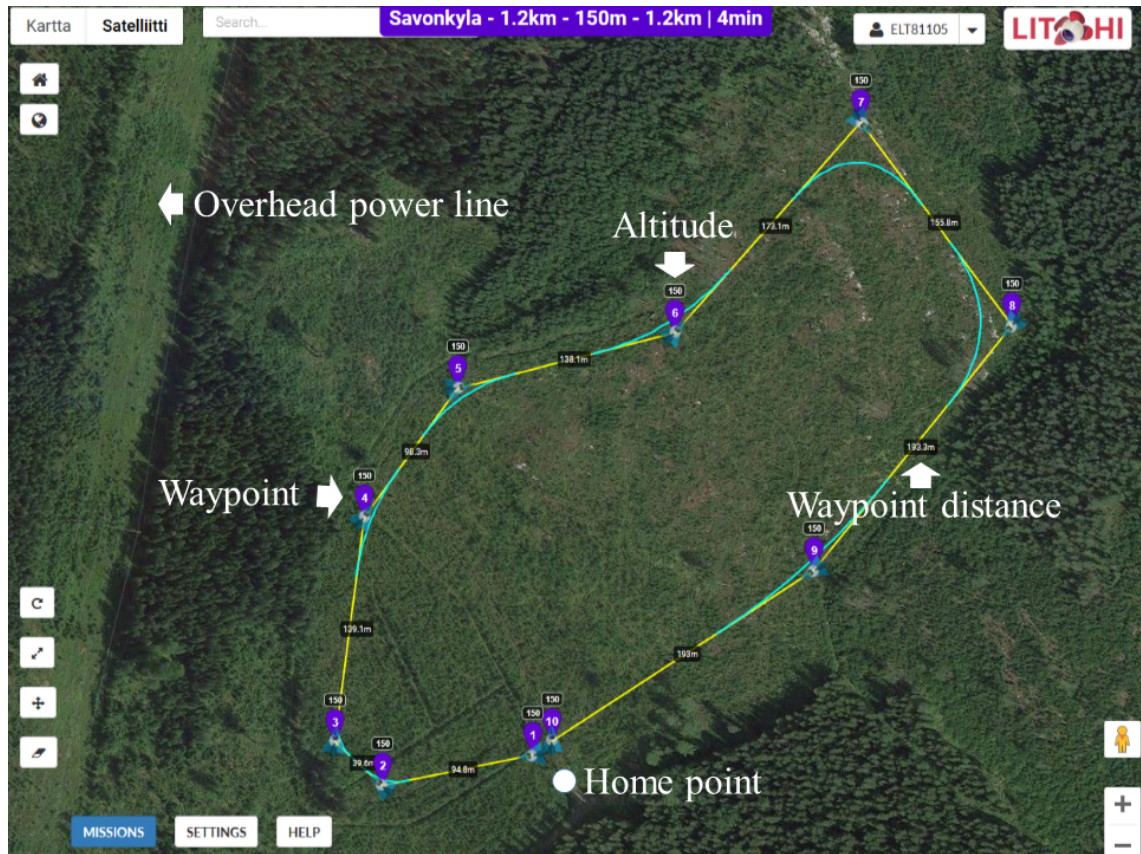 Kartta
Satelliitti
Search...
Savonkyla - 1.2km - 150m - 1.2km | 4min
ELT81105
LITCHI
150
7
Overhead power line
Altitude
173.1m
155.8m
150
6
150
8
150
5
138.1m
98.3m
193.3m
Waypoint
150
4
Waypoint distance
150
9
139.1m
193m
150
3
150
1
150
10
150
2
39.6m
94.8m
Home point
MISSIONS
SETTINGS
HELP